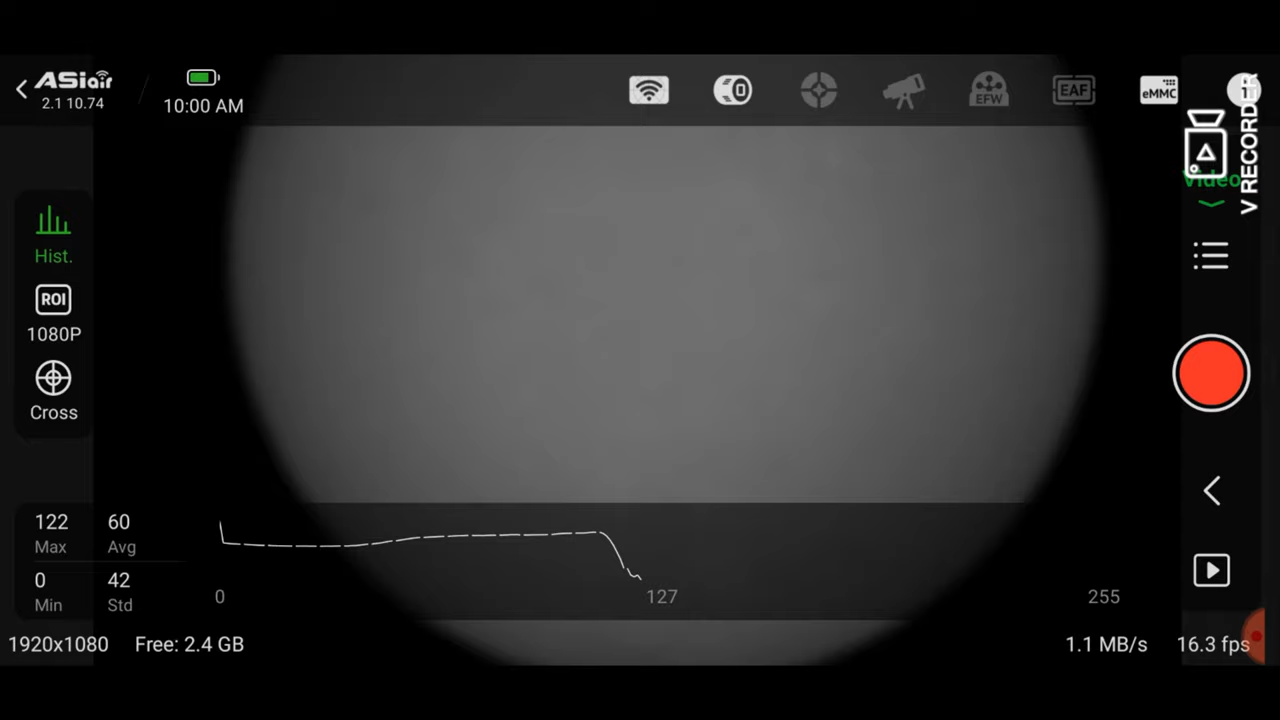 ASiair
2.1 10.74
10:00 AM
EFW
EAF
eMMC
V RECORDER
Video
Hist.
ROI
1080P
Cross
122
Max
60
Avg
0
Min
42
Std
0
127
255
1920x1080
Free: 2.4 GB
1.1 MB/s
16.3 fps